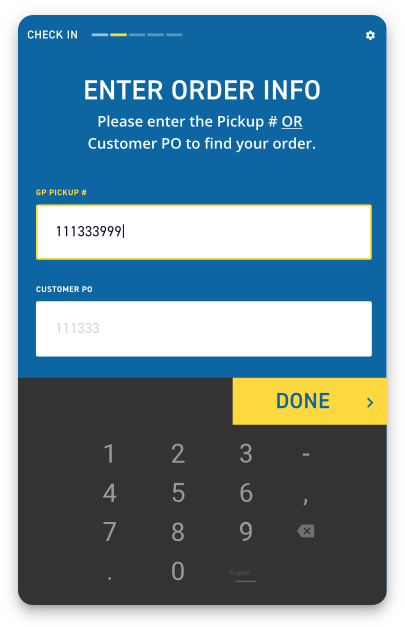 CHECK IN
ENTER ORDER INFO
Please enter the Pickup # OR
Customer PO to find your order.
GP PICKUP #
111333999
CUSTOMER PO
111333
DONE
1 2 3 -
4 5 6 ,
7 8 9
. 0 English